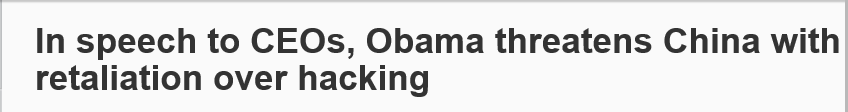 In speech to CEOs, Obama threatens China with
retaliation over hacking